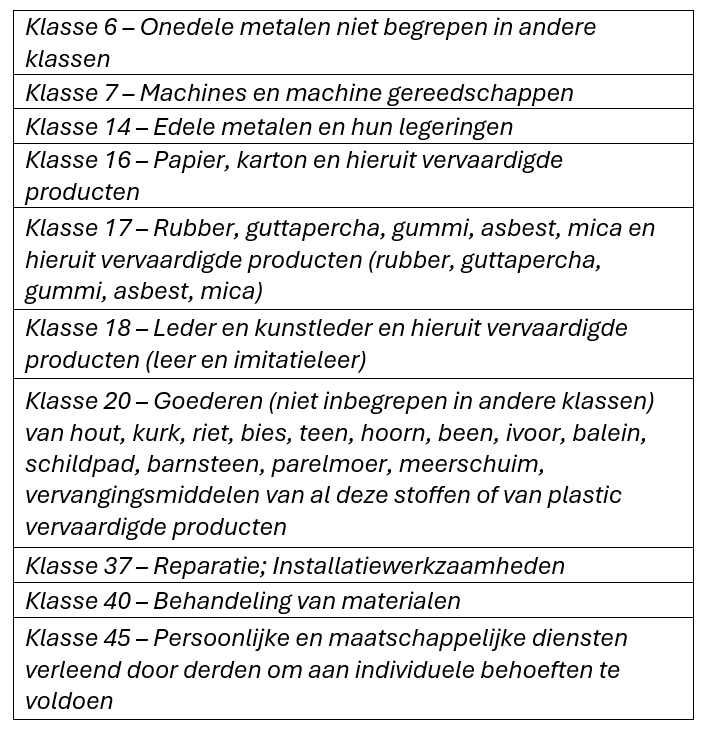 Klasse 6 – Onedele metalen niet begrepen in andere
klassen
Klasse 7 – Machines en machine gereedschappen
Klasse 14 – Edele metalen en hun legeringen
Klasse 16 – Papier, karton en hieruit vervaardigde
producten
Klasse 17 – Rubber, guttapercha, gummi, asbest, mica en
hieruit vervaardigde producten (rubber, guttapercha,
gummi, asbest, mica)
Klasse 18 – Leder en kunstleder en hieruit vervaardigde
producten (leer en imitatieleer)
Klasse 20 – Goederen (niet inbegrepen in andere klassen)
van hout, kurk, riet, bies, teen, hoorn, been, ivoor, balein,
schildpad, barnsteen, parelmoer, meerschuim,
vervangingsmiddelen van al deze stoffen of van plastic
vervaardigde producten
Klasse 37 – Reparatie; Installatiewerkzaamheden
Klasse 40 – Behandeling van materialen
Klasse 45 – Persoonlijke en maatschappelijke diensten
verleend door derden om aan individuele behoeften te
voldoen